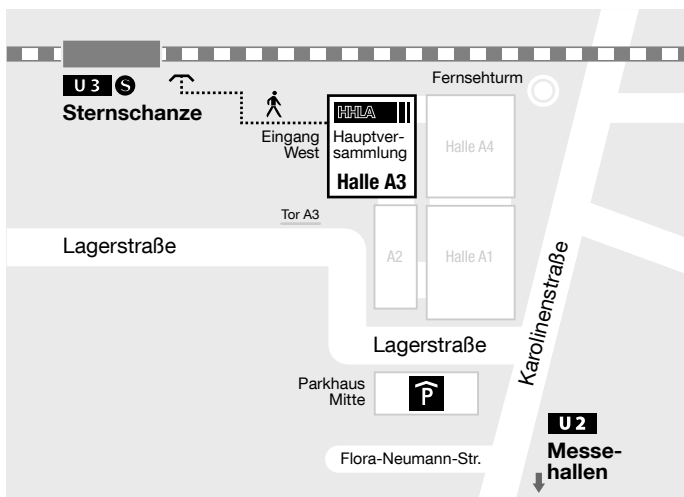 U3 S
Sternschanze
Fernsehturm
Eingang
West
HHLA
Hauptver-
sammlung
Halle A3
Halle A4
Tor A3
Lagerstraße
A2
Halle A1
Karolinenstraße
Lagerstraße
Parkhaus
Mitte
P
U2
Messe-
hallen
Flora-Neumann-Str.